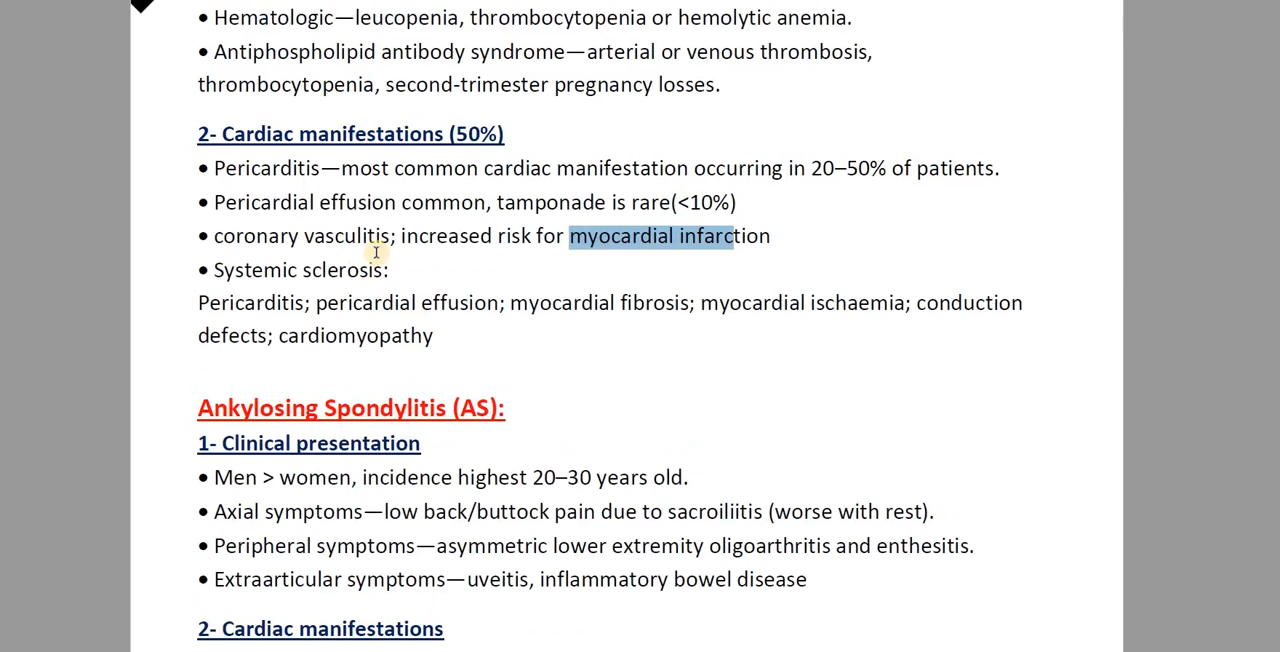 • Hematologic—leucopenia, thrombocytopenia or hemolytic anemia.
• Antiphospholipid antibody syndrome—arterial or venous thrombosis,
thrombocytopenia, second-trimester pregnancy losses.
2- Cardiac manifestations (50%)
• Pericarditis—most common cardiac manifestation occurring in 20–50% of patients.
• Pericardial effusion common, tamponade is rare(<10%)
• coronary vasculitis; increased risk for myocardial infarction
• Systemic sclerosis:
Pericarditis; pericardial effusion; myocardial fibrosis; myocardial ischaemia; conduction
defects; cardiomyopathy
Ankylosing Spondylitis (AS):
1- Clinical presentation
• Men > women, incidence highest 20–30 years old.
• Axial symptoms—low back/buttock pain due to sacroiliitis (worse with rest).
• Peripheral symptoms—asymmetric lower extremity oligoarthritis and enthesitis.
• Extraarticular symptoms—uveitis, inflammatory bowel disease
2- Cardiac manifestations